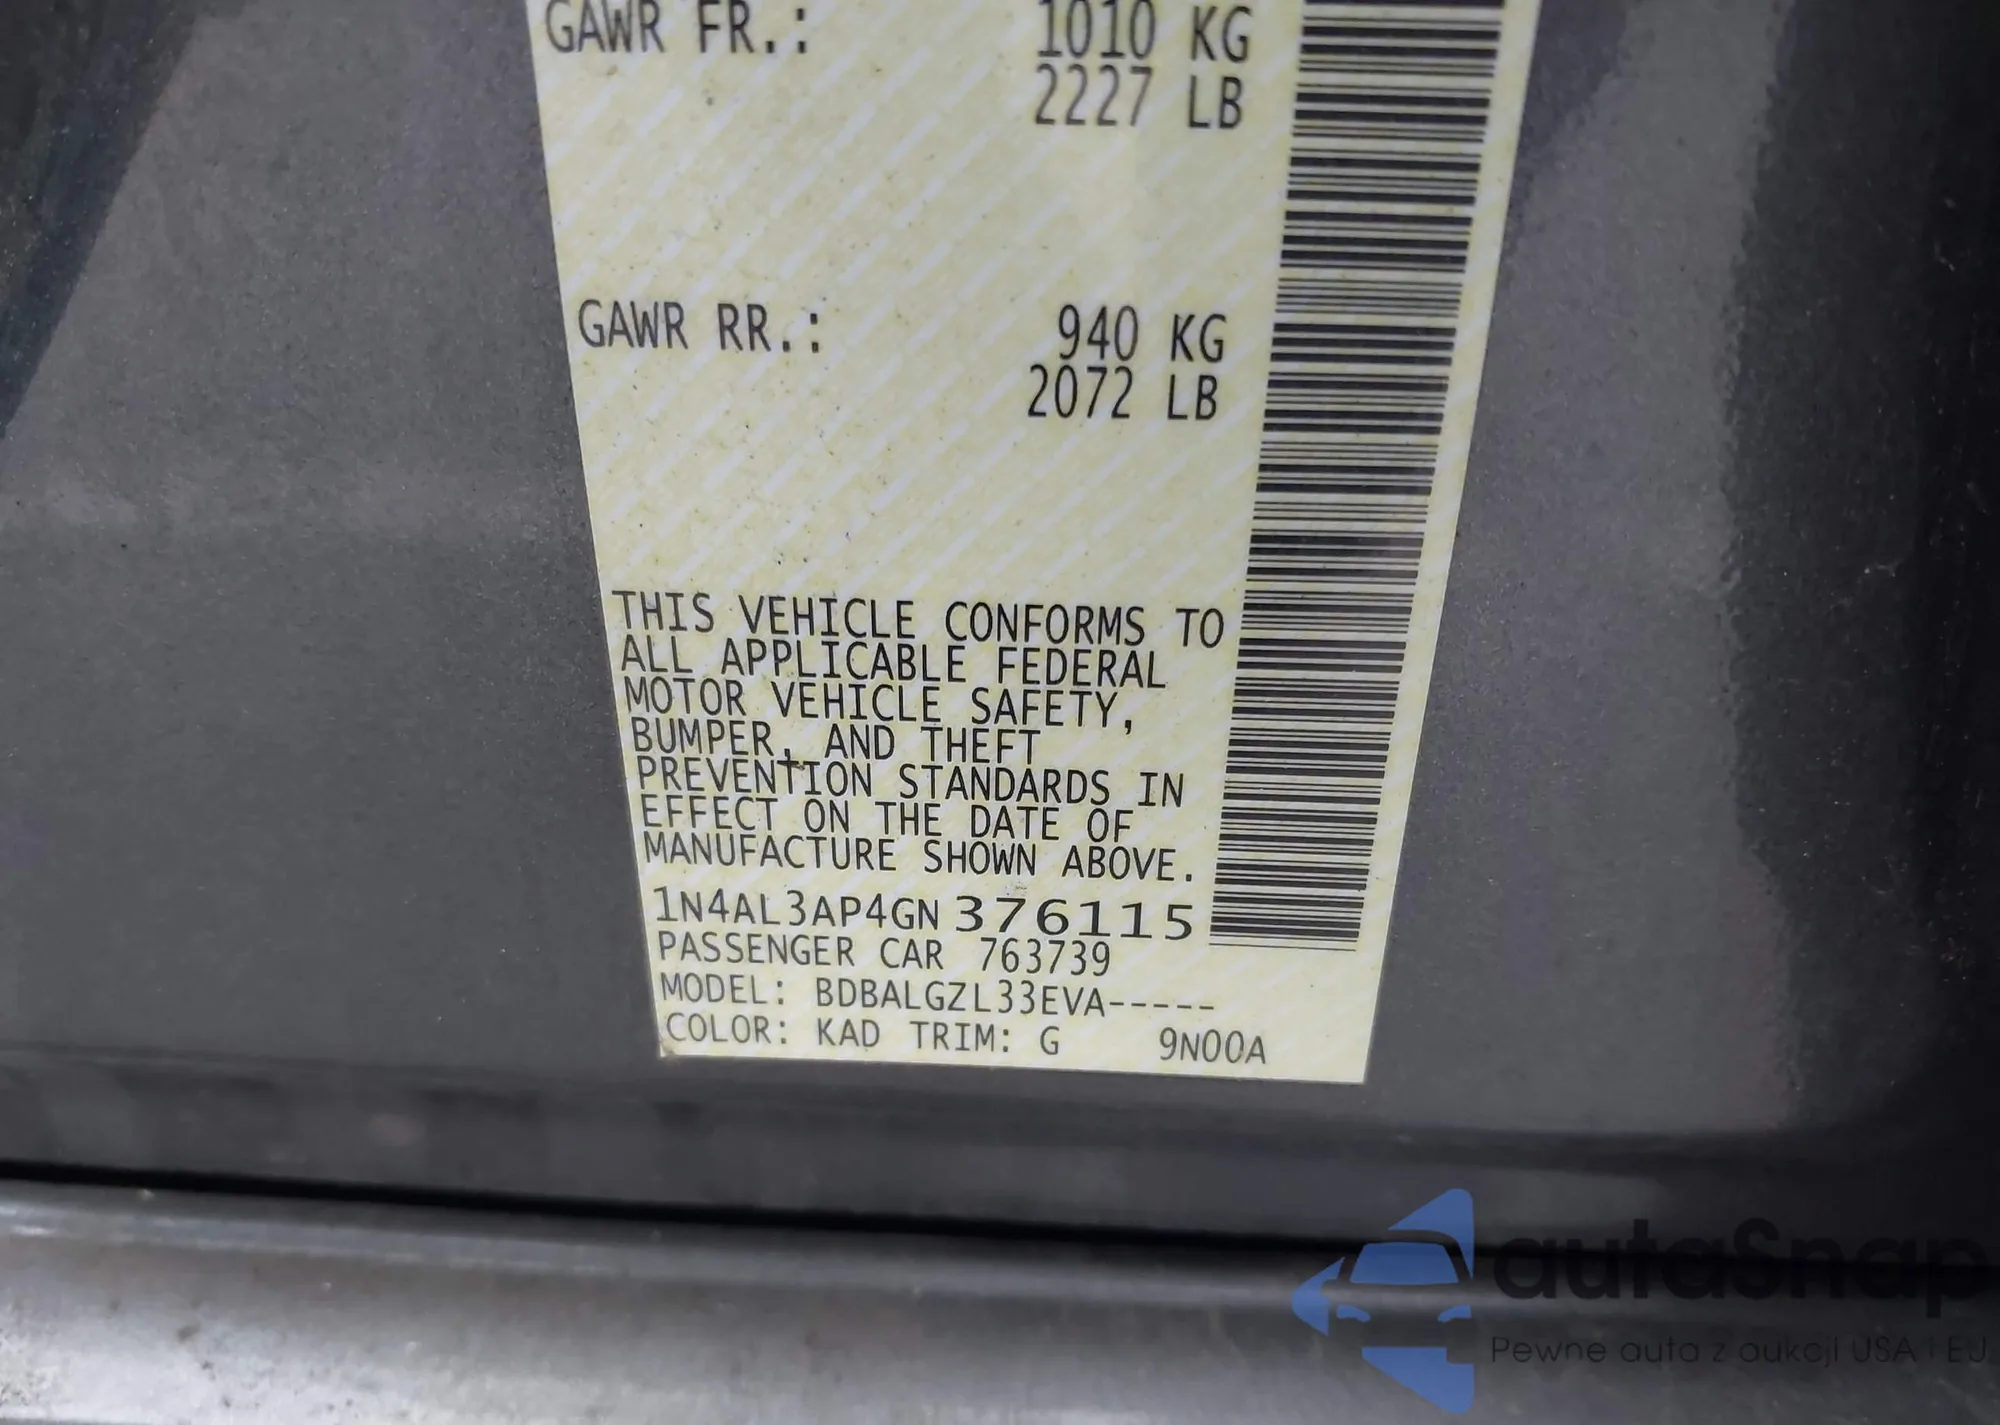 GAWR FR.: 1010 KG
2227 LB
GAWR RR.: 940 KG
2072 LB
THIS VEHICLE CONFORMS TO
ALL APPLICABLE FEDERAL
MOTOR VEHICLE SAFETY,
BUMPER, AND THEFT
PREVENTION STANDARDS IN
EFFECT ON THE DATE OF
MANUFACTURE SHOWN ABOVE.
1N4AL3AP4GN376115
PASSENGER CAR 763739
MODEL: BDBALGZL33EVA-----
COLOR: KAD TRIM: G 9N00A
autaSnap
Pewne auta z aukcji USA i EU